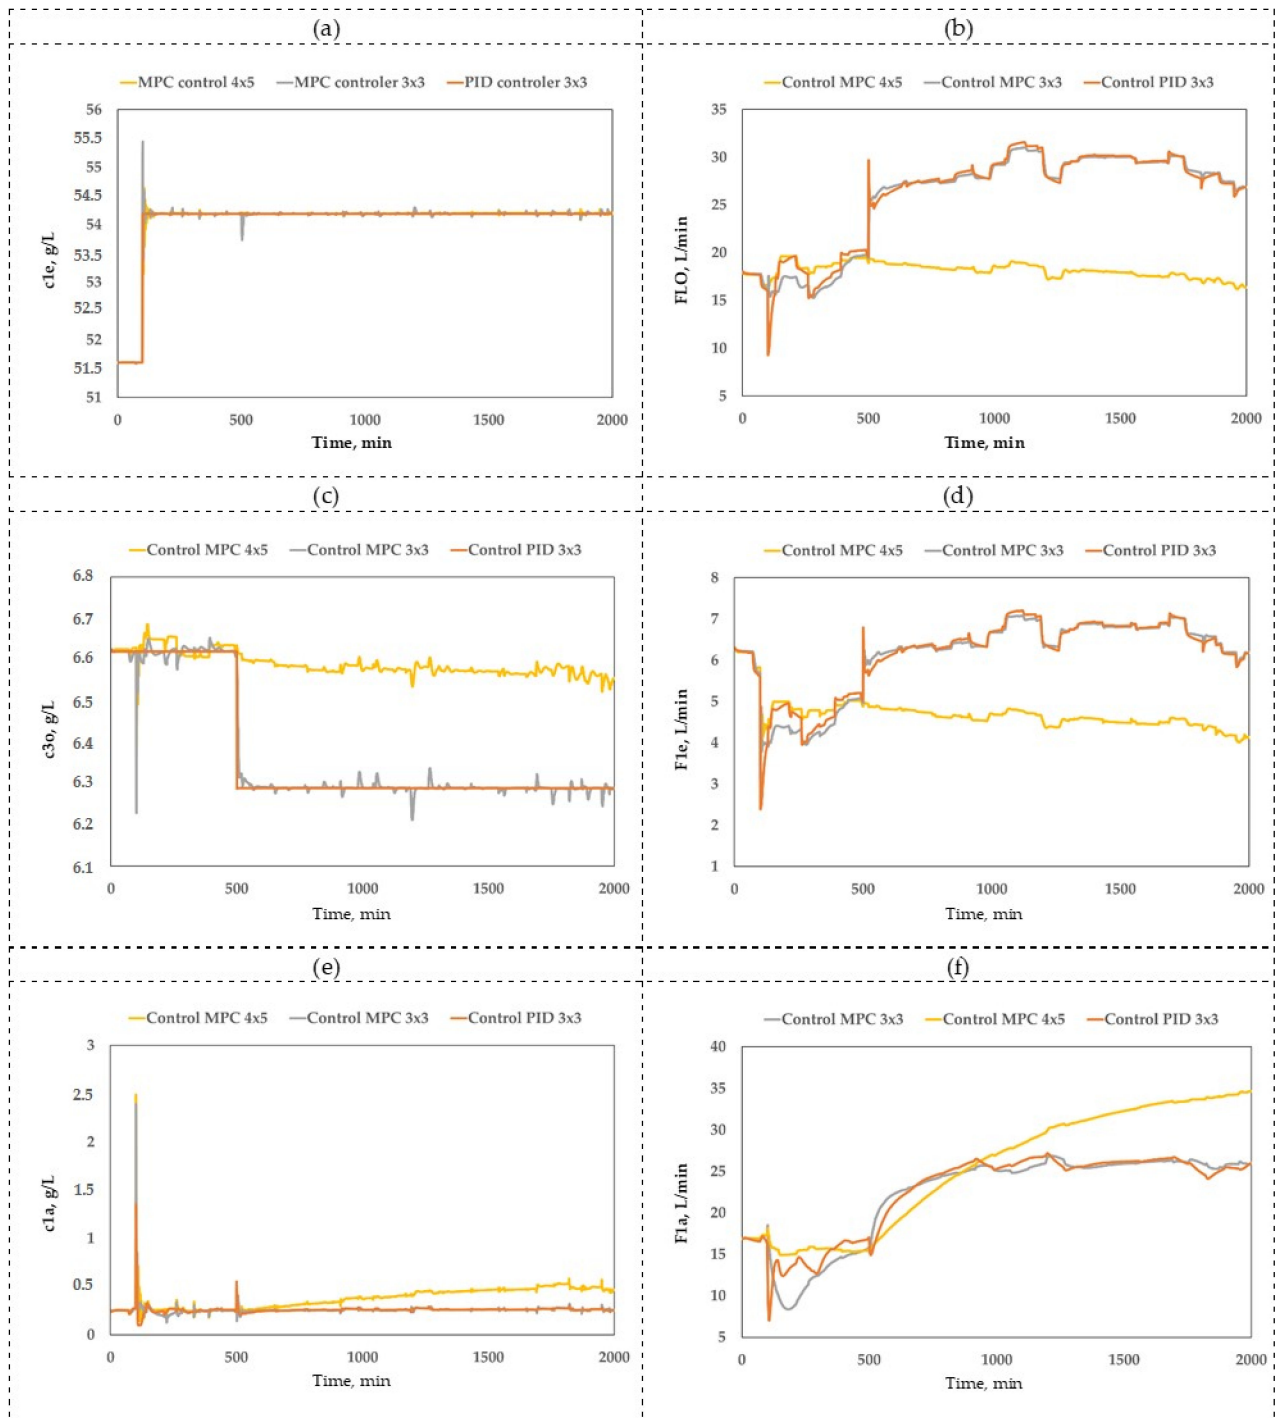 (a)
MPC control 4x5 MPC controler 3x3 PID controler 3x3
c1e, g/L
56
55.5
55
54.5
54
53.5
53
52.5
52
51.5
51
0 500 1000 1500 2000
Time, min
(b)
Control MPC 4x5 Control MPC 3x3 Control PID 3x3
FLO, L/min
35
30
25
20
15
10
5
0 500 1000 1500 2000
Time, min
(c)
Control MPC 4x5 Control MPC 3x3 Control PID 3x3
c3o, g/L
6.8
6.7
6.6
6.5
6.4
6.3
6.2
6.1
0 500 1000 1500 2000
Time, min
(d)
Control MPC 4x5 Control MPC 3x3 Control PID 3x3
F1e, L/min
8
7
6
5
4
3
2
1
0 500 1000 1500 2000
Time, min
(e)
Control MPC 4x5 Control MPC 3x3 Control PID 3x3
c1a, g/L
3
2.5
2
1.5
1
0.5
0
0 500 1000 1500 2000
Time, min
(f)
Control MPC 3x3 Control MPC 4x5 Control PID 3x3
F1a, L/min
40
35
30
25
20
15
10
5
0 500 1000 1500 2000
Time, min